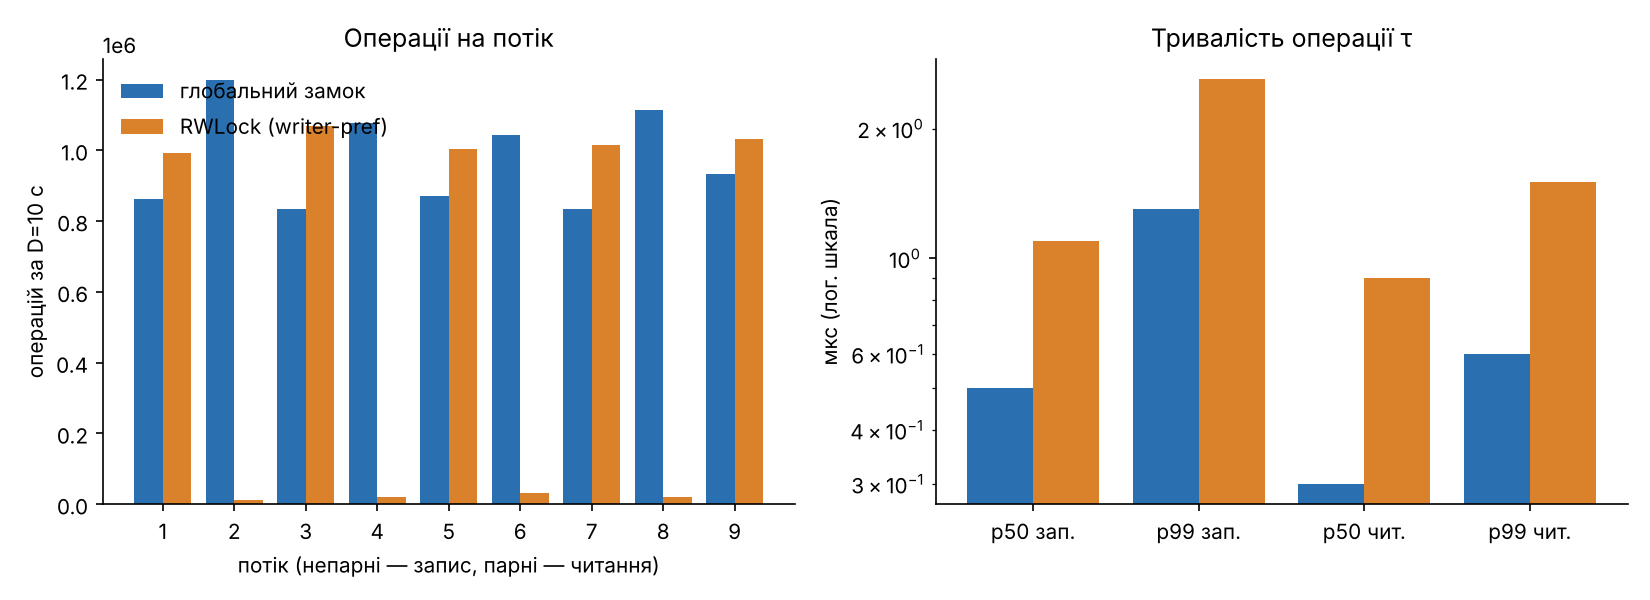 Операції на потік
1e6
глобальний замок
RWLock (writer-pref)
1.2
1.0
0.8
0.6
0.4
0.2
0.0
операцій за D=10 с
1 2 3 4 5 6 7 8 9
потік (непарні — запис, парні — читання)
Тривалість операції τ
2 × 10⁰
10⁰
6 × 10⁻¹
4 × 10⁻¹
3 × 10⁻¹
мкс (лог. шкала)
p50 зап. p99 зап. p50 чит. p99 чит.